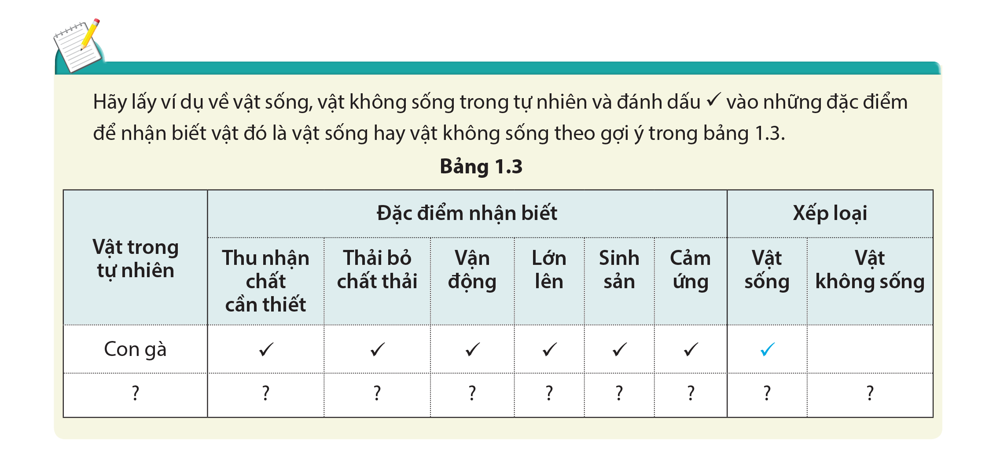 Hãy lấy ví dụ về vật sống, vật không sống trong tự nhiên và đánh dấu ✓ vào những đặc điểm
để nhận biết vật đó là vật sống hay vật không sống theo gợi ý trong bảng 1.3.
Bảng 1.3
Vật trong
tự nhiên
Đặc điểm nhận biết
Xếp loại
Thu nhận
chất
cần thiết
Thải bỏ
chất thải
Vận
động
Lớn
lên
Sinh
sản
Cảm
ứng
Vật
sống
Vật
không sống
Con gà ✓ ✓ ✓ ✓ ✓ ✓ ✓
? ? ? ? ? ? ? ? ?